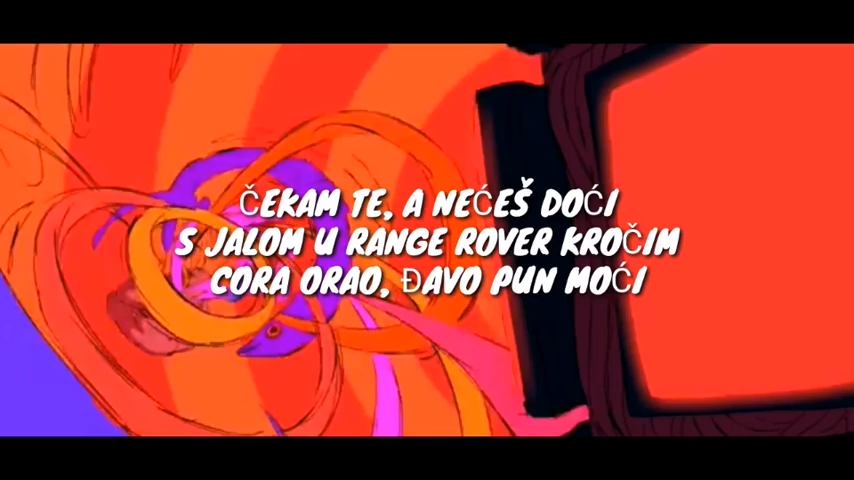 ČEKAM TE, A NEĆEŠ DOĆI
S JALOM U RANGE ROVER KROČIM
CORA ORAO, ĐAVO PUN MOĆI